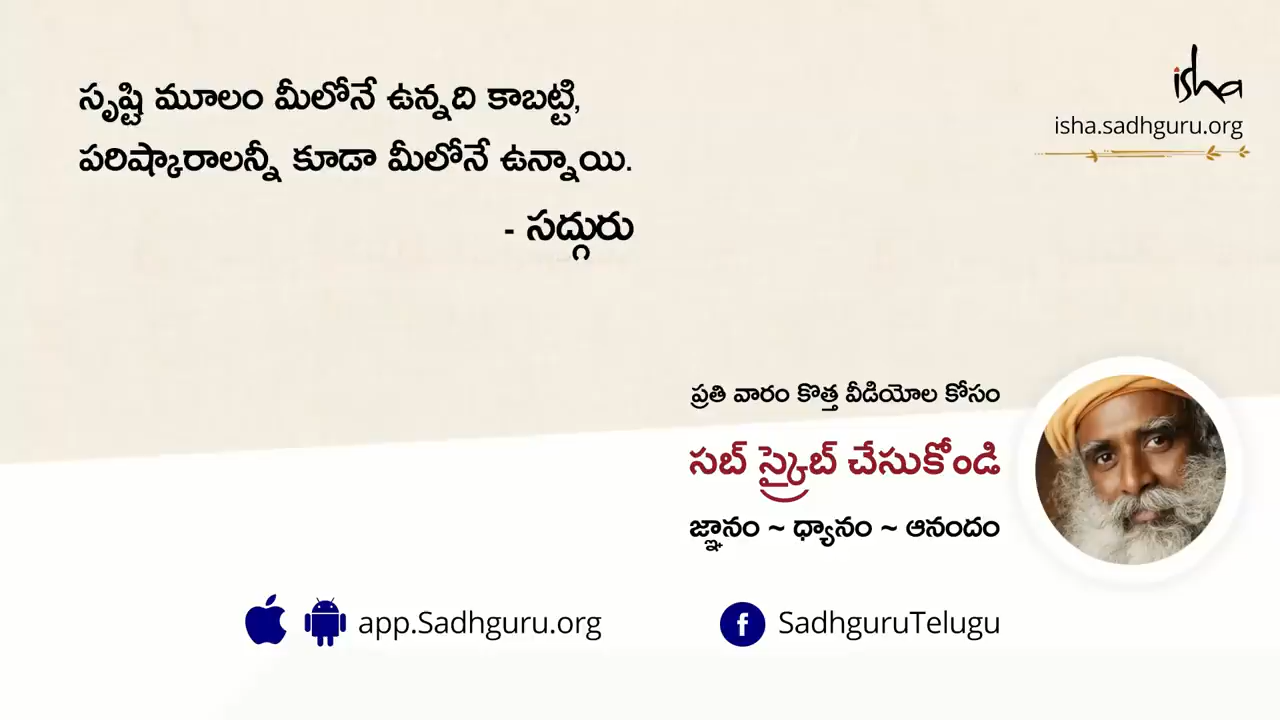 సృష్టి మూలం మీలోనే ఉన్నది కాబట్టి,
పరిష్కారాలన్నీ కూడా మీలోనే ఉన్నాయి.
- సద్గురు
isha
isha.sadhguru.org
ప్రతి వారం కొత్త వీడియోల కోసం
సబ్ స్క్రైబ్ చేసుకోండి
జ్ఞానం ~ ధ్యానం ~ ఆనందం
app.Sadhguru.org
f SadhguruTelugu